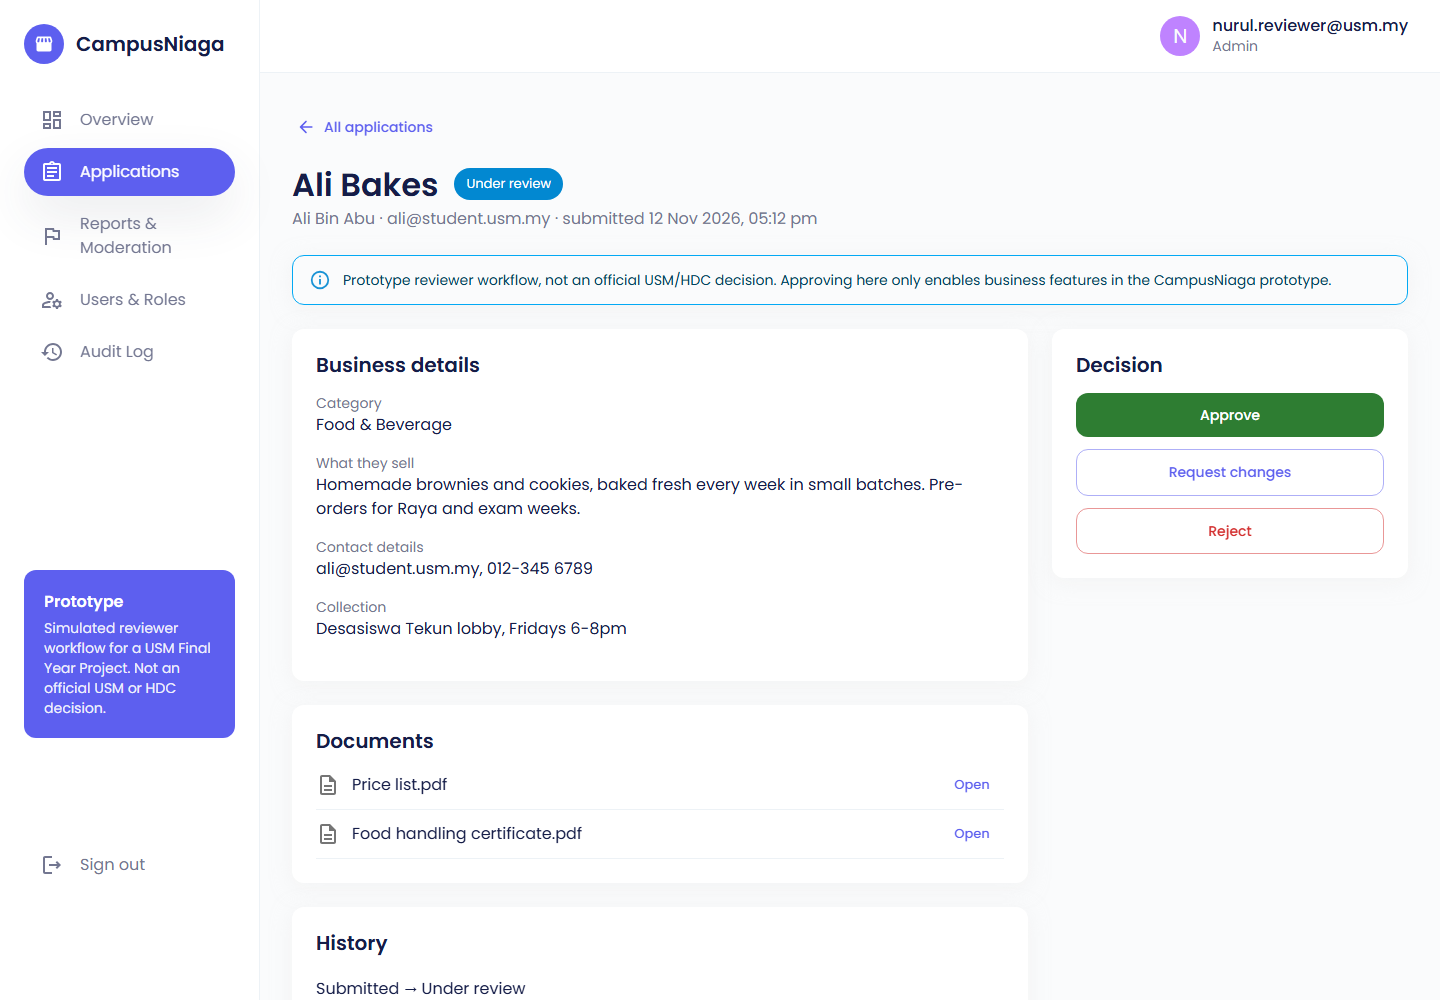 CampusNiaga
N
nurul.reviewer@usm.my
Admin
Overview
Applications
Reports &
Moderation
Users & Roles
Audit Log
Prototype
Simulated reviewer
workflow for a USM Final
Year Project. Not an
official USM or HDC
decision.
Sign out
All applications
Ali Bakes
Under review
Ali Bin Abu · ali@student.usm.my · submitted 12 Nov 2026, 05:12 pm
Prototype reviewer workflow, not an official USM/HDC decision. Approving here only enables business features in the CampusNiaga prototype.
Business details
Category
Food & Beverage
What they sell
Homemade brownies and cookies, baked fresh every week in small batches. Pre-
orders for Raya and exam weeks.
Contact details
ali@student.usm.my, 012-345 6789
Collection
Desasiswa Tekun lobby, Fridays 6-8pm
Decision
Approve
Request changes
Reject
Documents
Price list.pdf
Open
Food handling certificate.pdf
Open
History
Submitted → Under review